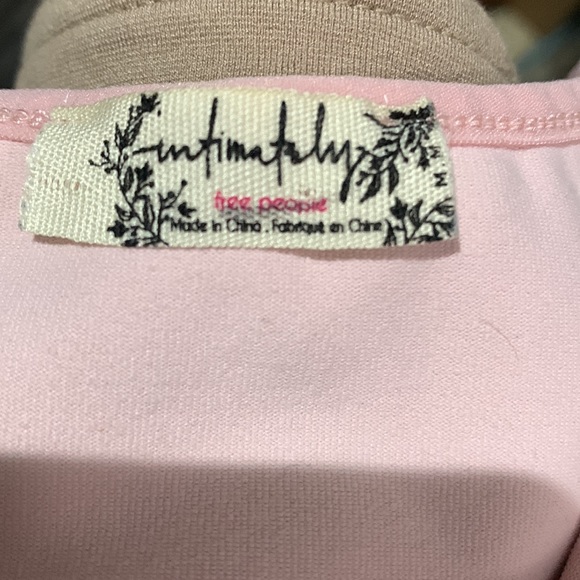 intimately
free people
Made in China . Fabriqué en Chine
M